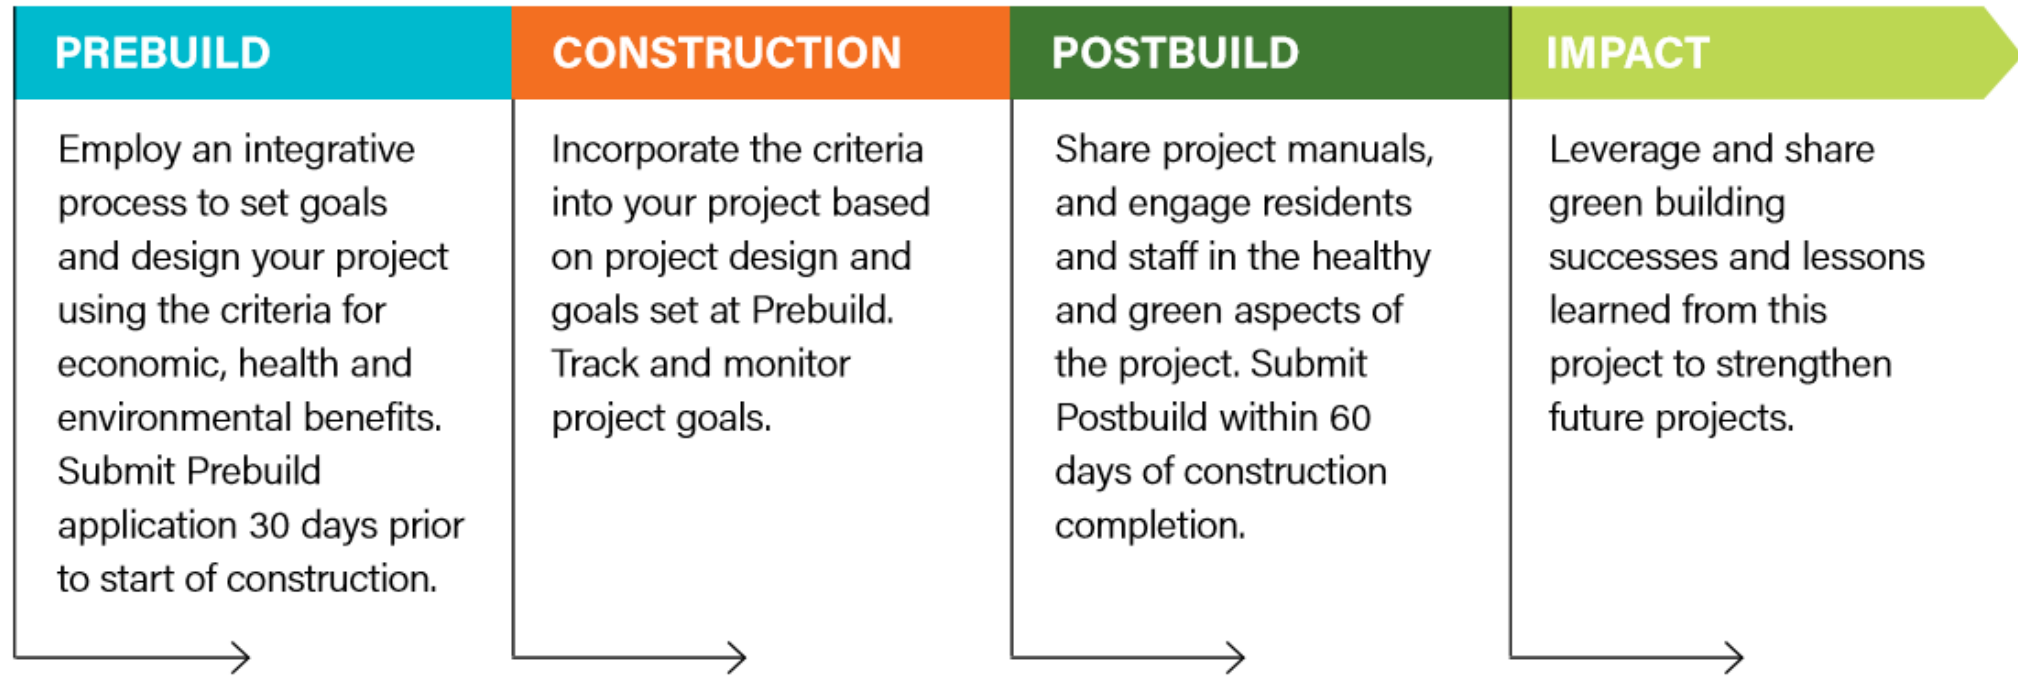 PREBUILD
Employ an integrative
process to set goals
and design your project
using the criteria for
economic, health and
environmental benefits.
Submit Prebuild
application 30 days prior
to start of construction.
CONSTRUCTION
Incorporate the criteria
into your project based
on project design and
goals set at Prebuild.
Track and monitor
project goals.
POSTBUILD
Share project manuals,
and engage residents
and staff in the healthy
and green aspects of
the project. Submit
Postbuild within 60
days of construction
completion.
IMPACT
Leverage and share
green building
successes and lessons
learned from this
project to strengthen
future projects.